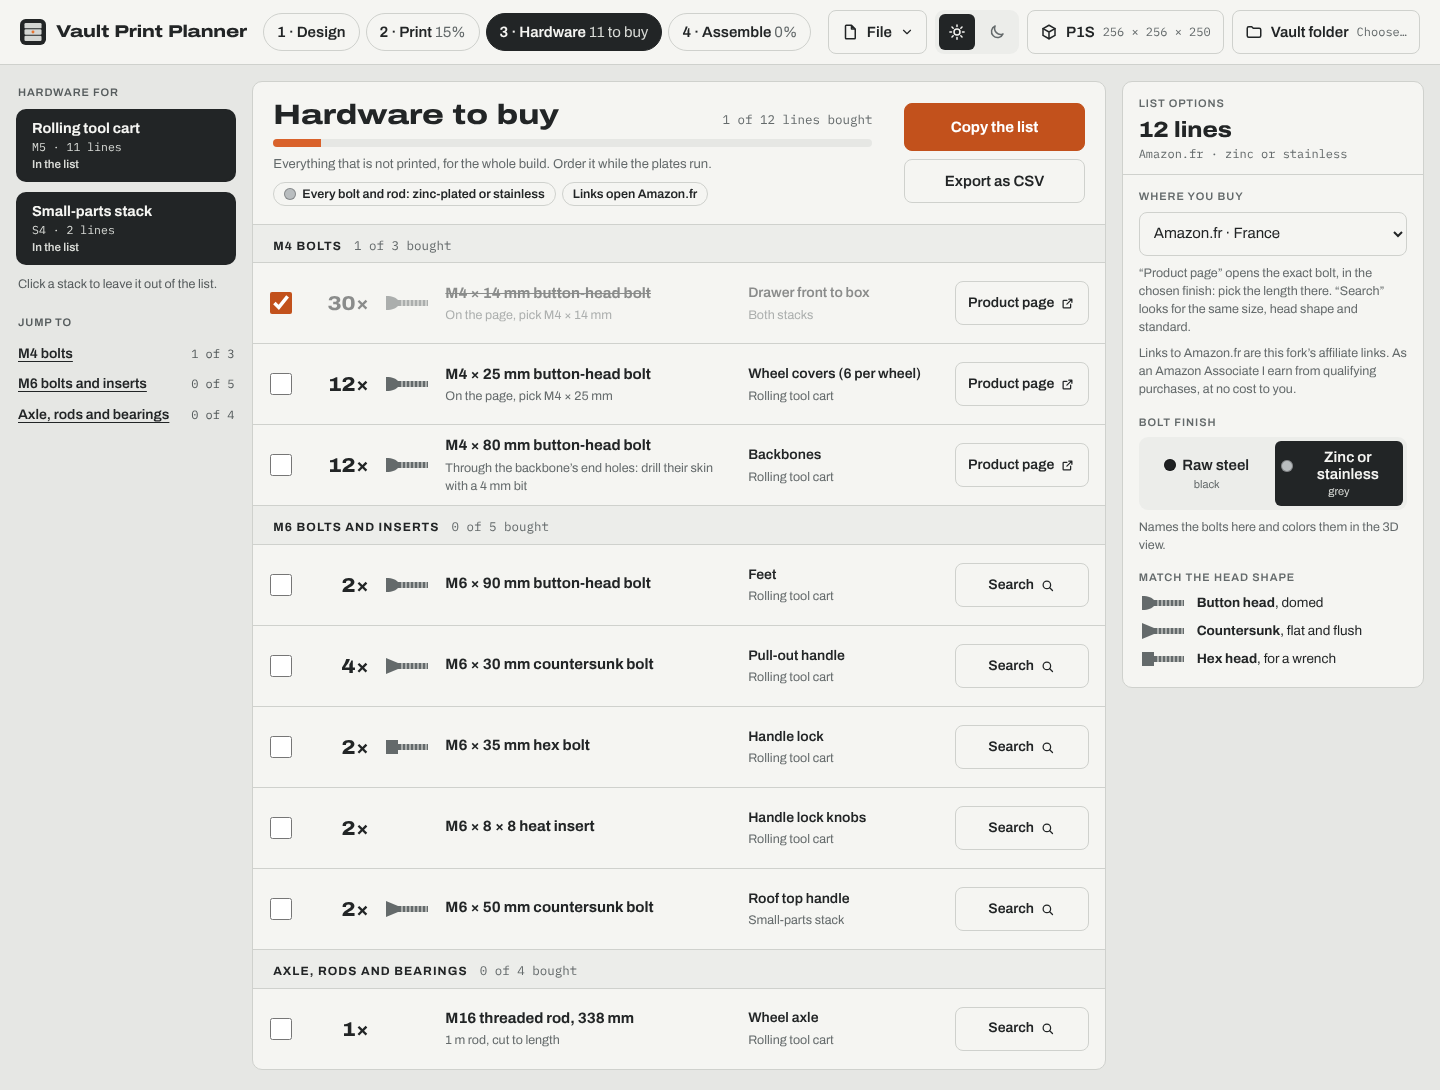 Vault Print Planner
1 · Design
2 · Print 15%
3 · Hardware 11 to buy
4 · Assemble 0%
File
P1S 256 × 256 × 250
Vault folder Choose…
HARDWARE FOR
Rolling tool cart
M5 · 11 lines
In the list
Small-parts stack
S4 · 2 lines
In the list
Click a stack to leave it out of the list.
JUMP TO
M4 bolts 1 of 3
M6 bolts and inserts 0 of 5
Axle, rods and bearings 0 of 4
Hardware to buy
1 of 12 lines bought
Everything that is not printed, for the whole build. Order it while the plates run.
Every bolt and rod: zinc-plated or stainless
Links open Amazon.fr
Copy the list
Export as CSV
M4 BOLTS 1 of 3 bought
30× M4 × 14 mm button-head bolt
On the page, pick M4 × 14 mm
Drawer front to box
Both stacks
Product page
12× M4 × 25 mm button-head bolt
On the page, pick M4 × 25 mm
Wheel covers (6 per wheel)
Rolling tool cart
Product page
12× M4 × 80 mm button-head bolt
Through the backbone's end holes: drill their skin
with a 4 mm bit
Backbones
Rolling tool cart
Product page
M6 BOLTS AND INSERTS 0 of 5 bought
2× M6 × 90 mm button-head bolt
Feet
Rolling tool cart
Search
4× M6 × 30 mm countersunk bolt
Pull-out handle
Rolling tool cart
Search
2× M6 × 35 mm hex bolt
Handle lock
Rolling tool cart
Search
2× M6 × 8 × 8 heat insert
Handle lock knobs
Rolling tool cart
Search
2× M6 × 50 mm countersunk bolt
Roof top handle
Small-parts stack
Search
AXLE, RODS AND BEARINGS 0 of 4 bought
1× M16 threaded rod, 338 mm
1 m rod, cut to length
Wheel axle
Rolling tool cart
Search
LIST OPTIONS
12 lines
Amazon.fr · zinc or stainless
WHERE YOU BUY
Amazon.fr · France
“Product page” opens the exact bolt, in the
chosen finish: pick the length there. “Search”
looks for the same size, head shape and
standard.
Links to Amazon.fr are this fork’s affiliate links. As
an Amazon Associate I earn from qualifying
purchases, at no cost to you.
BOLT FINISH
Raw steel
black
Zinc or
stainless
grey
Names the bolts here and colors them in the 3D
view.
MATCH THE HEAD SHAPE
Button head, domed
Countersunk, flat and flush
Hex head, for a wrench